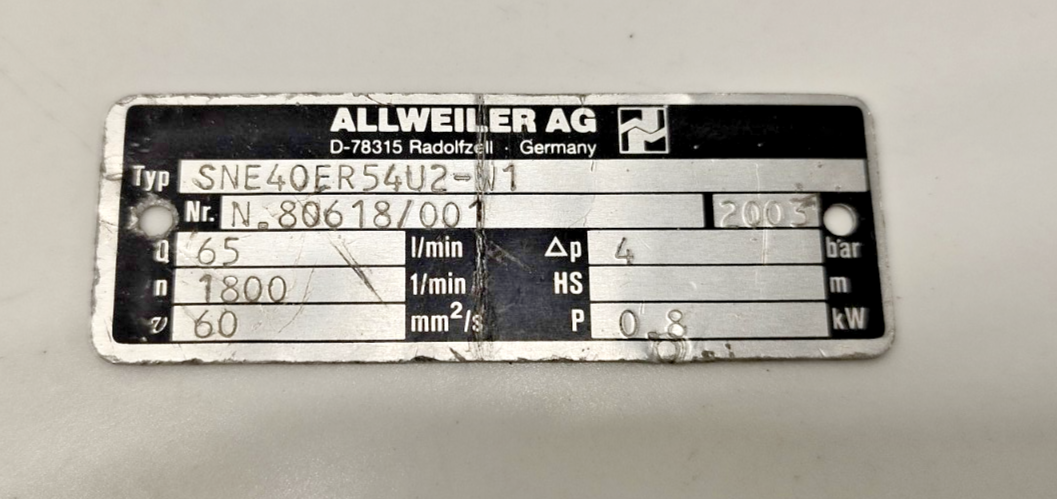 ALLWEILER AG
D-78315 Radolfzell · Germany
Typ SNE40ER54U2-W1
Nr. N.80618/001 2003
Q 65 l/min Δp 4 bar
n 1800 1/min HS m
ν 60 mm²/s P 0.8 kW